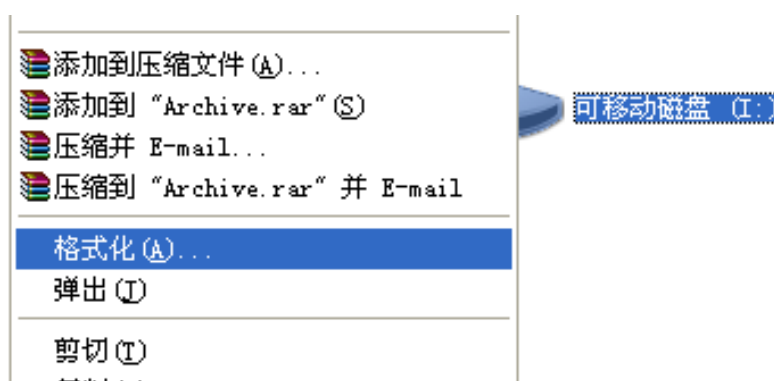 添加到压缩文件(A)...
添加到 "Archive.rar"(S)
压缩并 E-mail...
压缩到 "Archive.rar" 并 E-mail
格式化(A)...
弹出(J)
剪切(T)
可移动磁盘 (I:)